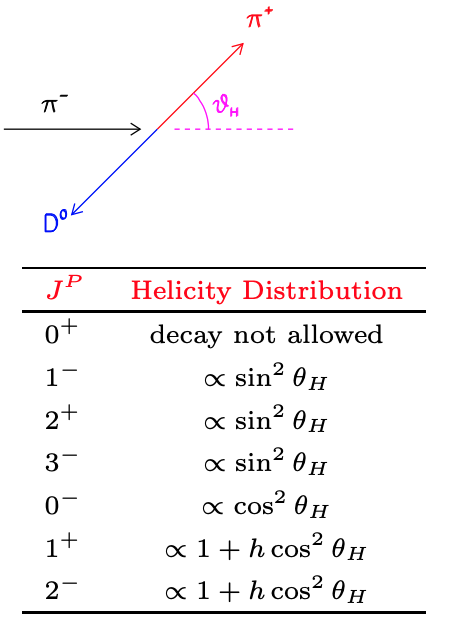 π⁺
π⁻
ϑ_H
D⁰
J^P Helicity Distribution
0⁺ decay not allowed
1⁻ ∝ sin² θ_H
2⁺ ∝ sin² θ_H
3⁻ ∝ sin² θ_H
0⁻ ∝ cos² θ_H
1⁺ ∝ 1 + h cos² θ_H
2⁻ ∝ 1 + h cos² θ_H